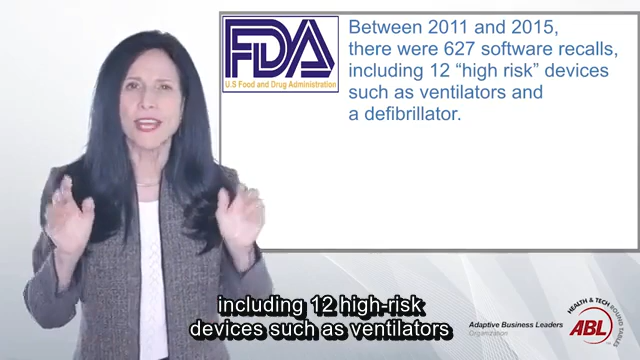 FDA
U.S Food and Drug Administration
Between 2011 and 2015,
there were 627 software recalls,
including 12 “high risk” devices
such as ventilators and
a defibrillator.
including 12 high-risk
devices such as ventilators
Adaptive Business Leaders
Organization
HEALTH & TECH ROUND TABLES
ABL